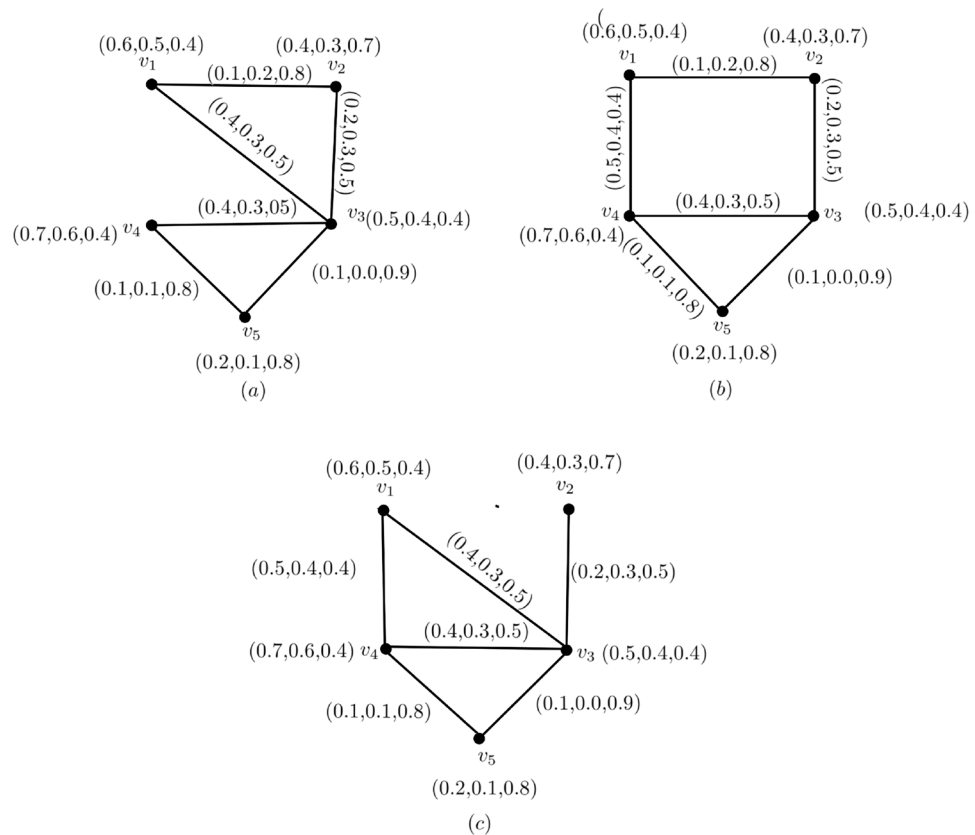 (0.6,0.5,0.4) (0.4,0.3,0.7)
v1 v2
(0.1,0.2,0.8)
(0.4,0.3,0.5)
(0.2,0.3,0.5)
(0.4,0.3,05)
v3(0.5,0.4,0.4)
(0.7,0.6,0.4) v4
(0.1,0.0,0.9)
(0.1,0.1,0.8)
v5
(0.2,0.1,0.8)
(a)
(
(0.6,0.5,0.4) (0.4,0.3,0.7)
v1 v2
(0.1,0.2,0.8)
(0.5,0.4,0.4)
(0.2,0.3,0.5)
(0.4,0.3,0.5)
v4 v3 (0.5,0.4,0.4)
(0.7,0.6,0.4)
(0.1,0.1,0.8)
(0.1,0.0,0.9)
v5
(0.2,0.1,0.8)
(b)
(0.6,0.5,0.4) (0.4,0.3,0.7)
v1 v2
(0.4,0.3,0.5)
(0.5,0.4,0.4) (0.2,0.3,0.5)
(0.4,0.3,0.5)
(0.7,0.6,0.4) v4 v3 (0.5,0.4,0.4)
(0.1,0.1,0.8) (0.1,0.0,0.9)
v5
(0.2,0.1,0.8)
(c)